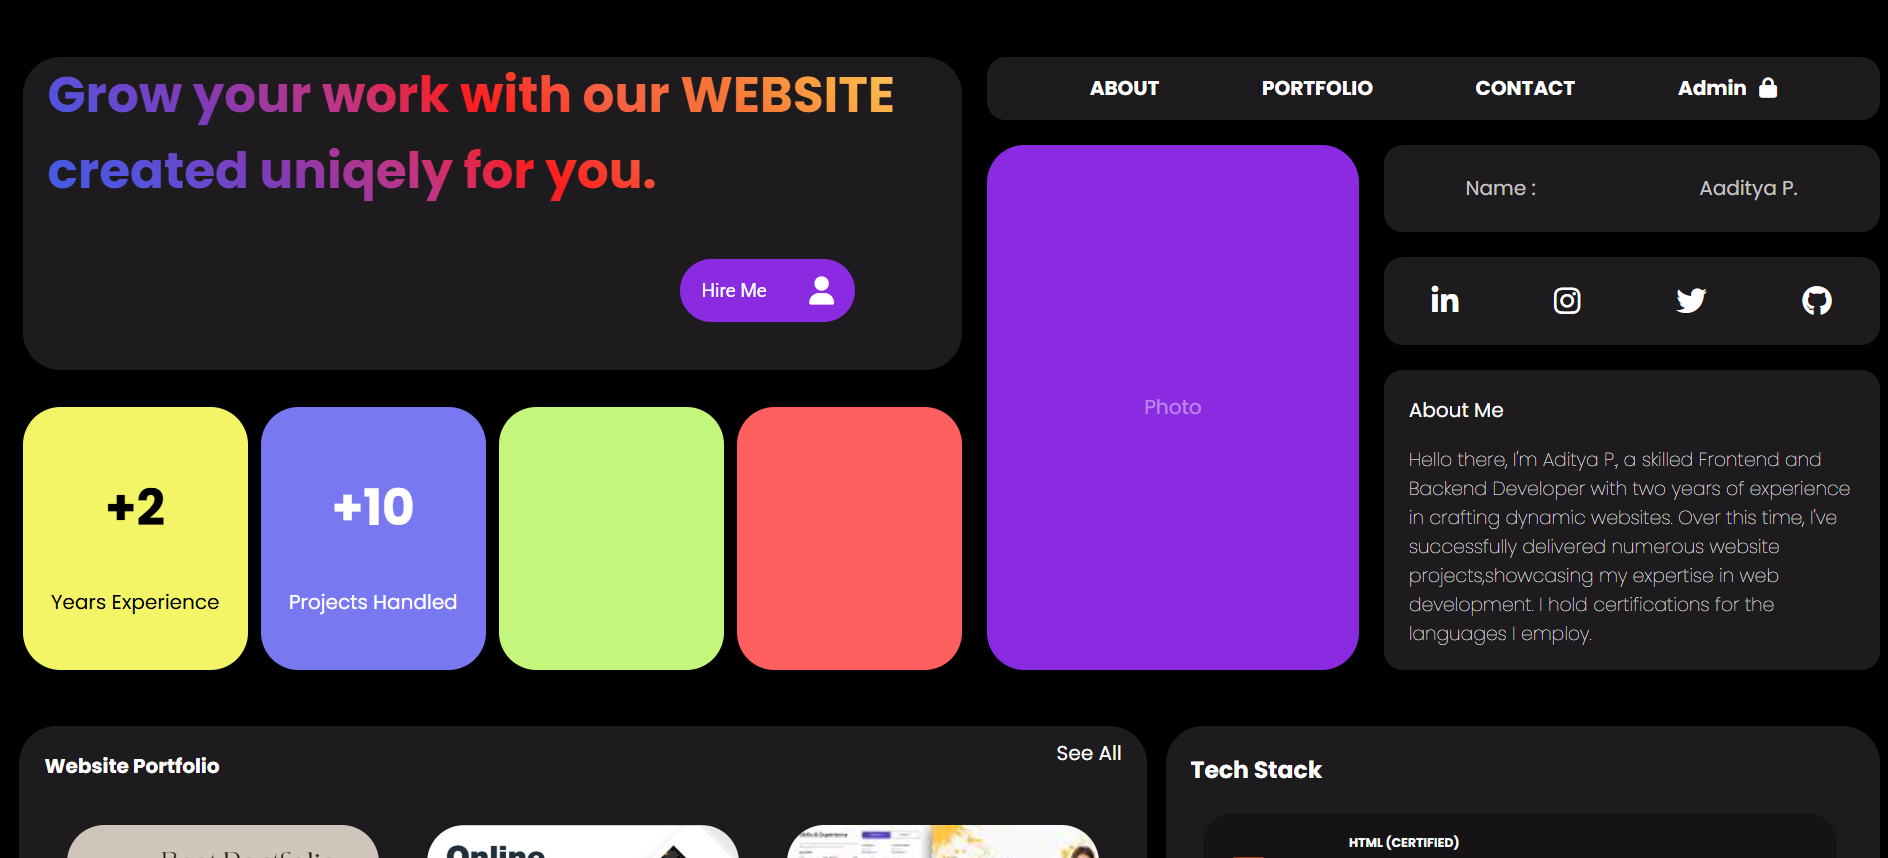 Grow your work with our WEBSITE
created uniqely for you.
Hire Me
ABOUT PORTFOLIO CONTACT Admin
Name : Aaditya P.
Photo
About Me
Hello there, I'm Aditya P., a skilled Frontend and
Backend Developer with two years of experience
in crafting dynamic websites. Over this time, I've
successfully delivered numerous website
projects,showcasing my expertise in web
development. I hold certifications for the
languages I employ.
+2
Years Experience
+10
Projects Handled
Website Portfolio
See All
Online
Tech Stack
HTML (CERTIFIED)